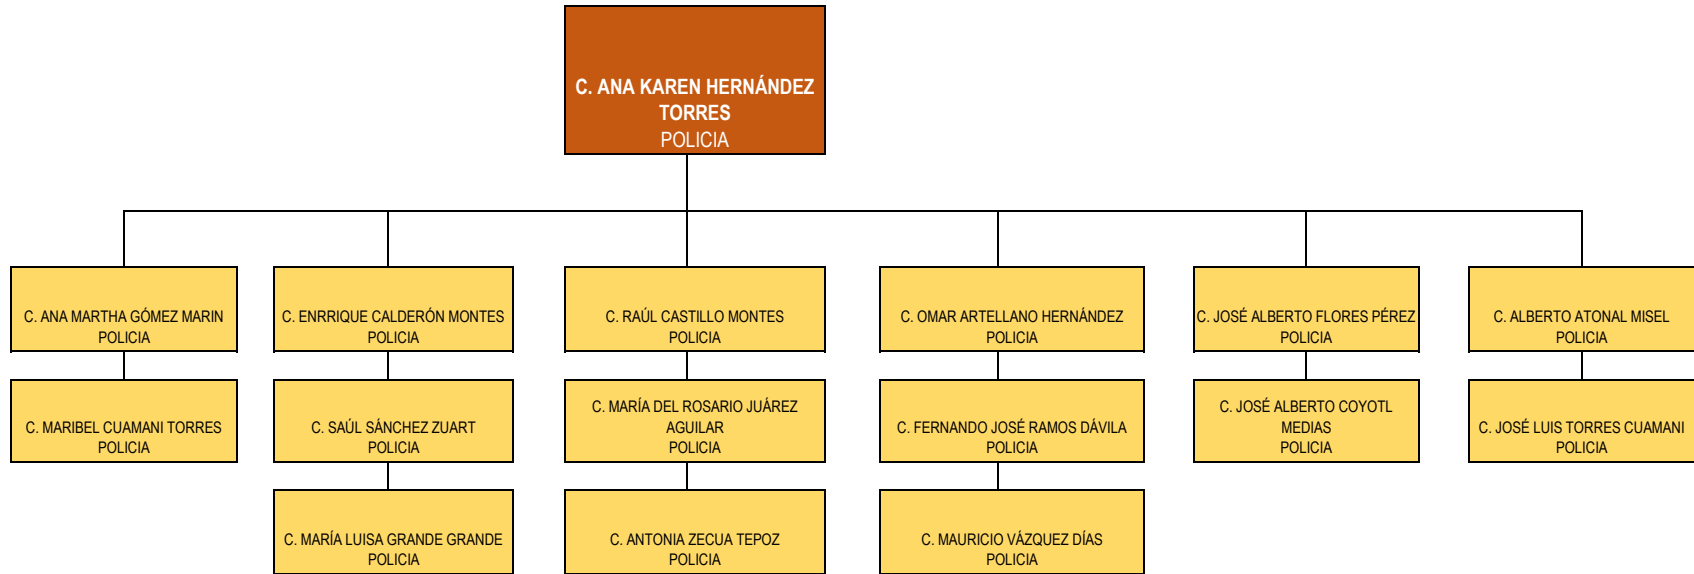 C. ANA KAREN HERNÁNDEZ
TORRES
POLICIA
C. ANA MARTHA GÓMEZ MARIN
POLICIA
C. ENRRIQUE CALDERÓN MONTES
POLICIA
C. RAÚL CASTILLO MONTES
POLICIA
C. OMAR ARTELLANO HERNÁNDEZ
POLICIA
C. JOSÉ ALBERTO FLORES PÉREZ
POLICIA
C. ALBERTO ATONAL MISEL
POLICIA
C. MARIBEL CUAMANI TORRES
POLICIA
C. SAÚL SÁNCHEZ ZUART
POLICIA
C. MARÍA DEL ROSARIO JUÁREZ
AGUILAR
POLICIA
C. FERNANDO JOSÉ RAMOS DÁVILA
POLICIA
C. JOSÉ ALBERTO COYOTL
MEDIAS
POLICIA
C. JOSÉ LUIS TORRES CUAMANI
POLICIA
C. MARÍA LUISA GRANDE GRANDE
POLICIA
C. ANTONIA ZECUA TEPOZ
POLICIA
C. MAURICIO VÁZQUEZ DÍAS
POLICIA